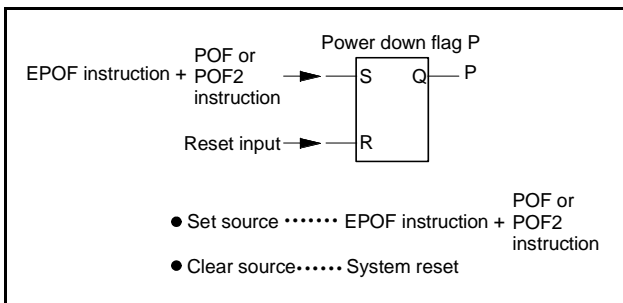 Power down flag P
EPOF instruction + POF or POF2 instruction
S
Q
P
Reset input
R
● Set source ······· EPOF instruction + POF or POF2 instruction
● Clear source······ System reset